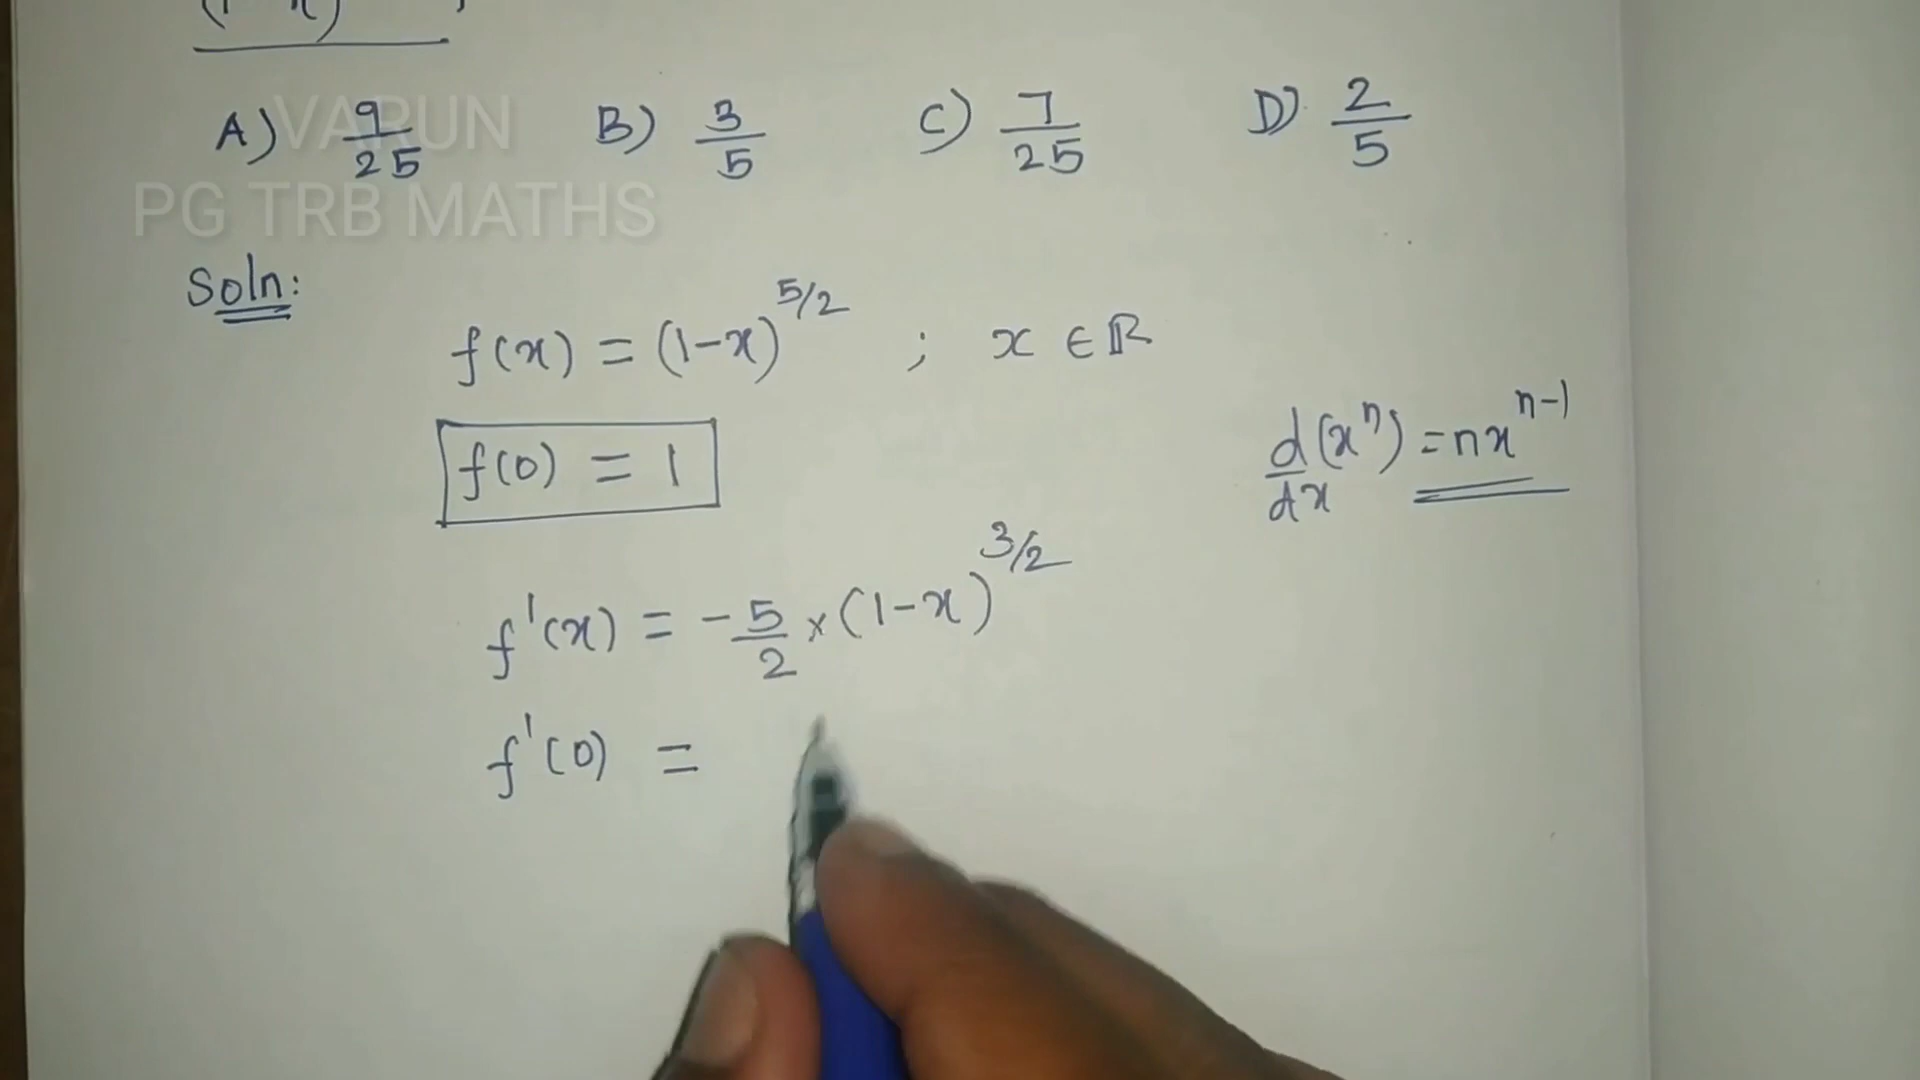 A) 9/25 B) 3/5 C) 7/25 D) 2/5
VARUN
PG TRB MATHS
Soln:
f(x) = (1-x)^5/2 ; x ∈ ℝ
f(0) = 1
d/dx (x^n) = nx^n-1
f'(x) = -5/2 × (1-x)^3/2
f'(0) =